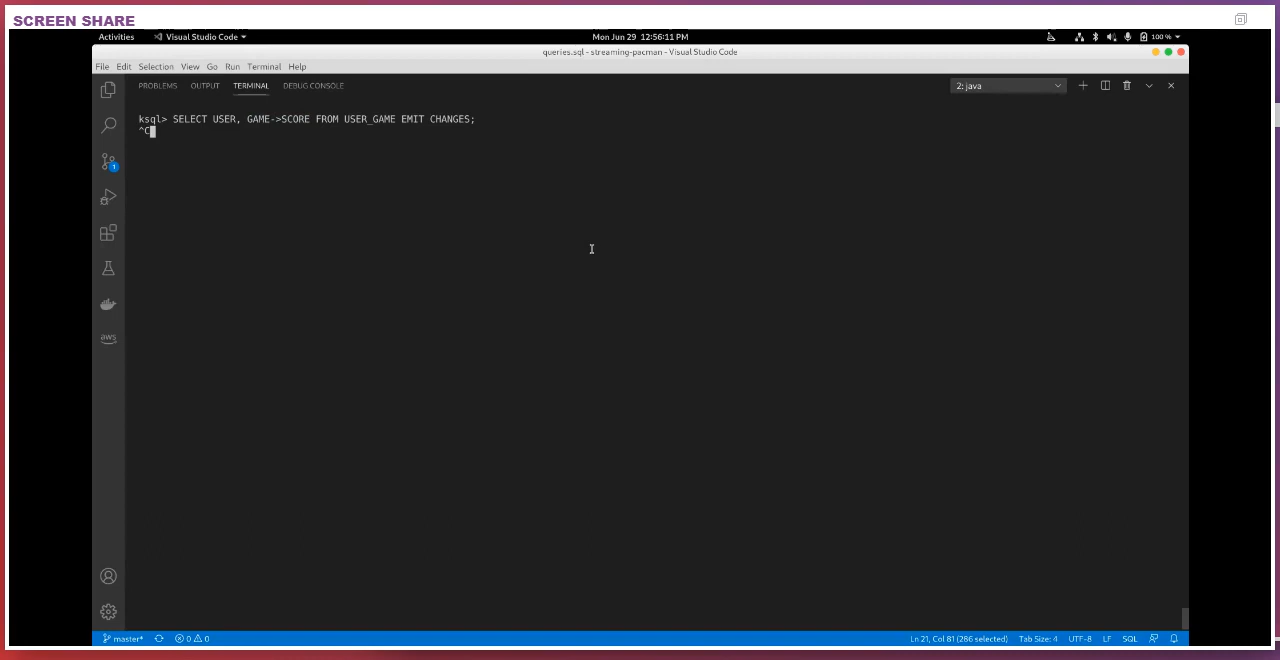 SCREEN SHARE
Activities Visual Studio Code Mon Jun 29 12:56:11 PM 100 %
queries.sql - streaming-pacman - Visual Studio Code
File Edit Selection View Go Run Terminal Help
PROBLEMS OUTPUT TERMINAL DEBUG CONSOLE 2: java
ksql> SELECT USER, GAME->SCORE FROM USER_GAME EMIT CHANGES;
^C
1
aws
master* 0 0 Ln 21, Col 81 (286 selected) Tab Size: 4 UTF-8 LF SQL